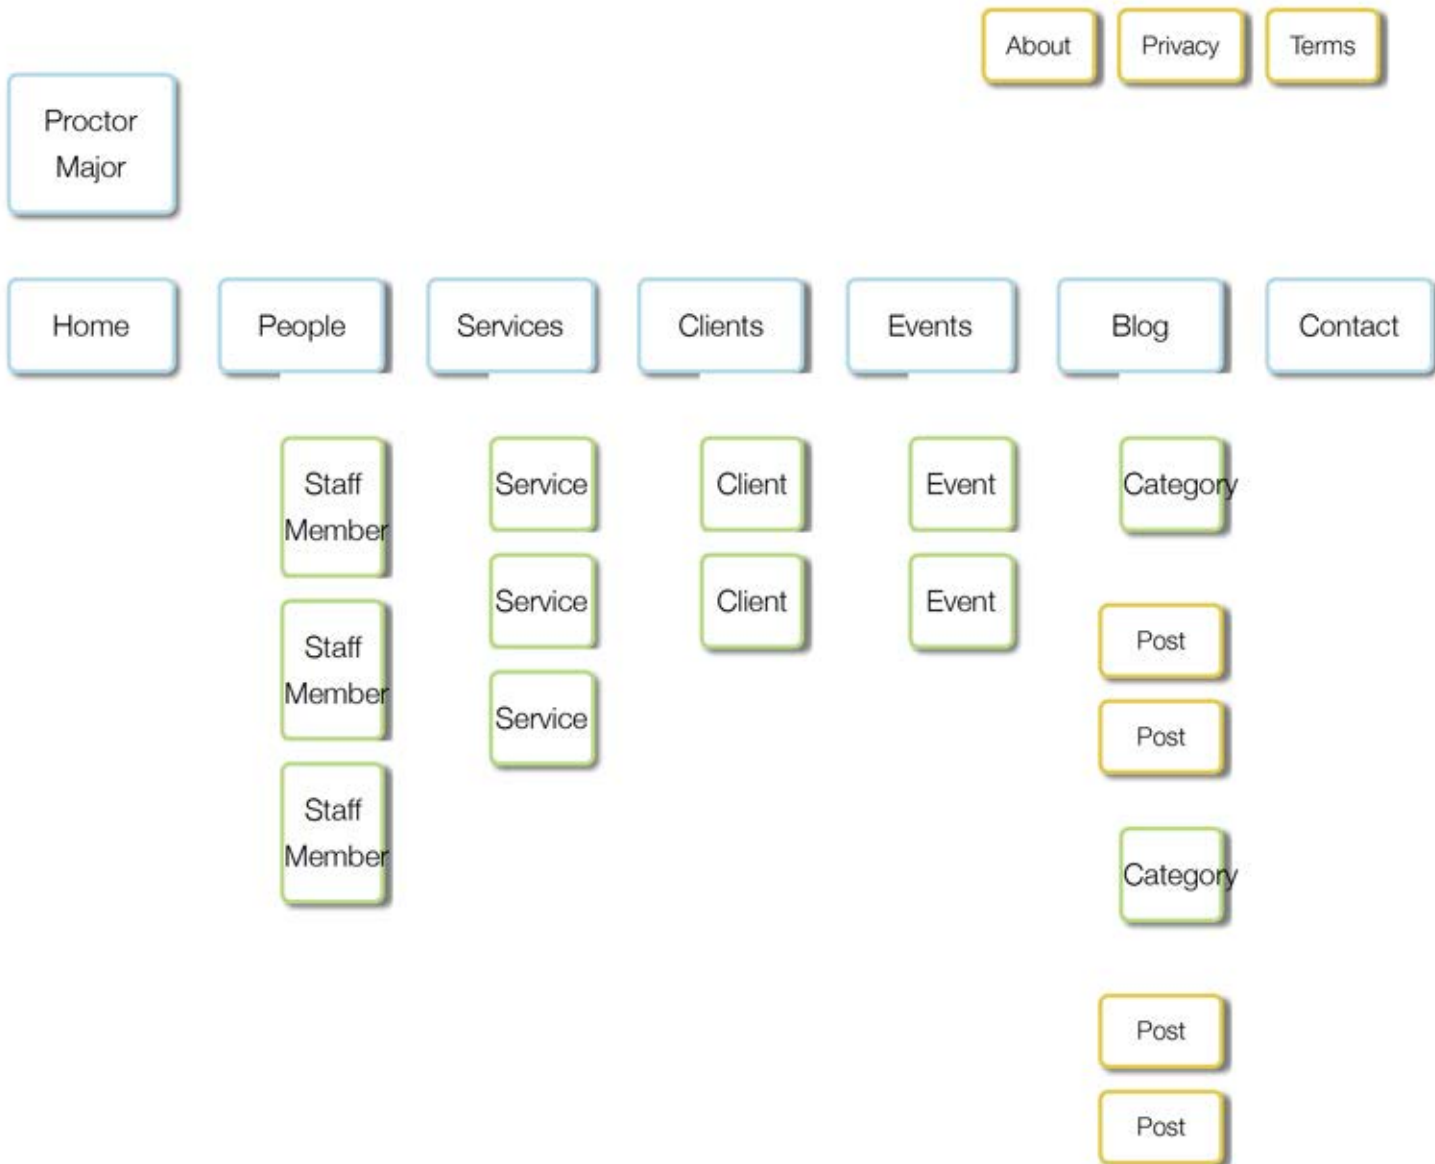 About Privacy Terms
Proctor
Major
Home People Services Clients Events Blog Contact
Staff
Member
Staff
Member
Staff
Member
Service
Service
Service
Client
Client
Event
Event
Category
Post
Post
Category
Post
Post